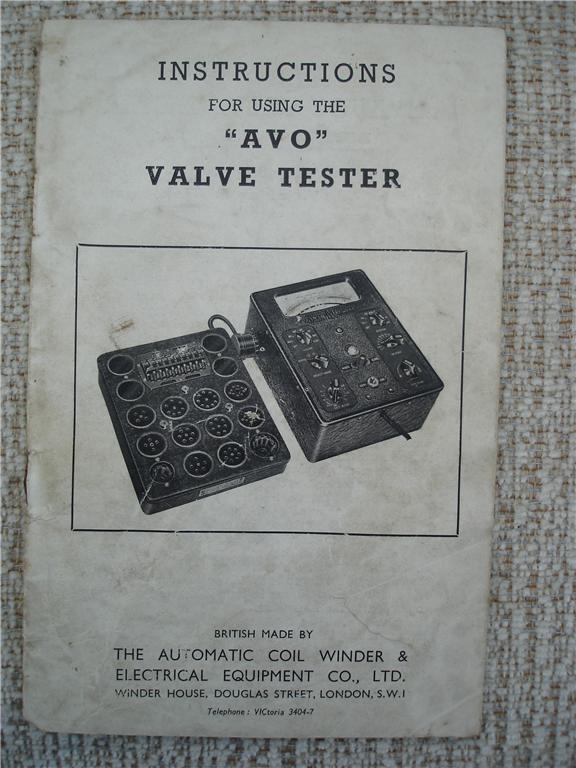 INSTRUCTIONS
FOR USING THE
“AVO”
VALVE TESTER
BRITISH MADE BY
THE AUTOMATIC COIL WINDER &
ELECTRICAL EQUIPMENT CO., LTD.
WINDER HOUSE, DOUGLAS STREET, LONDON, S.W.1
Telephone : VICtoria 3404-7